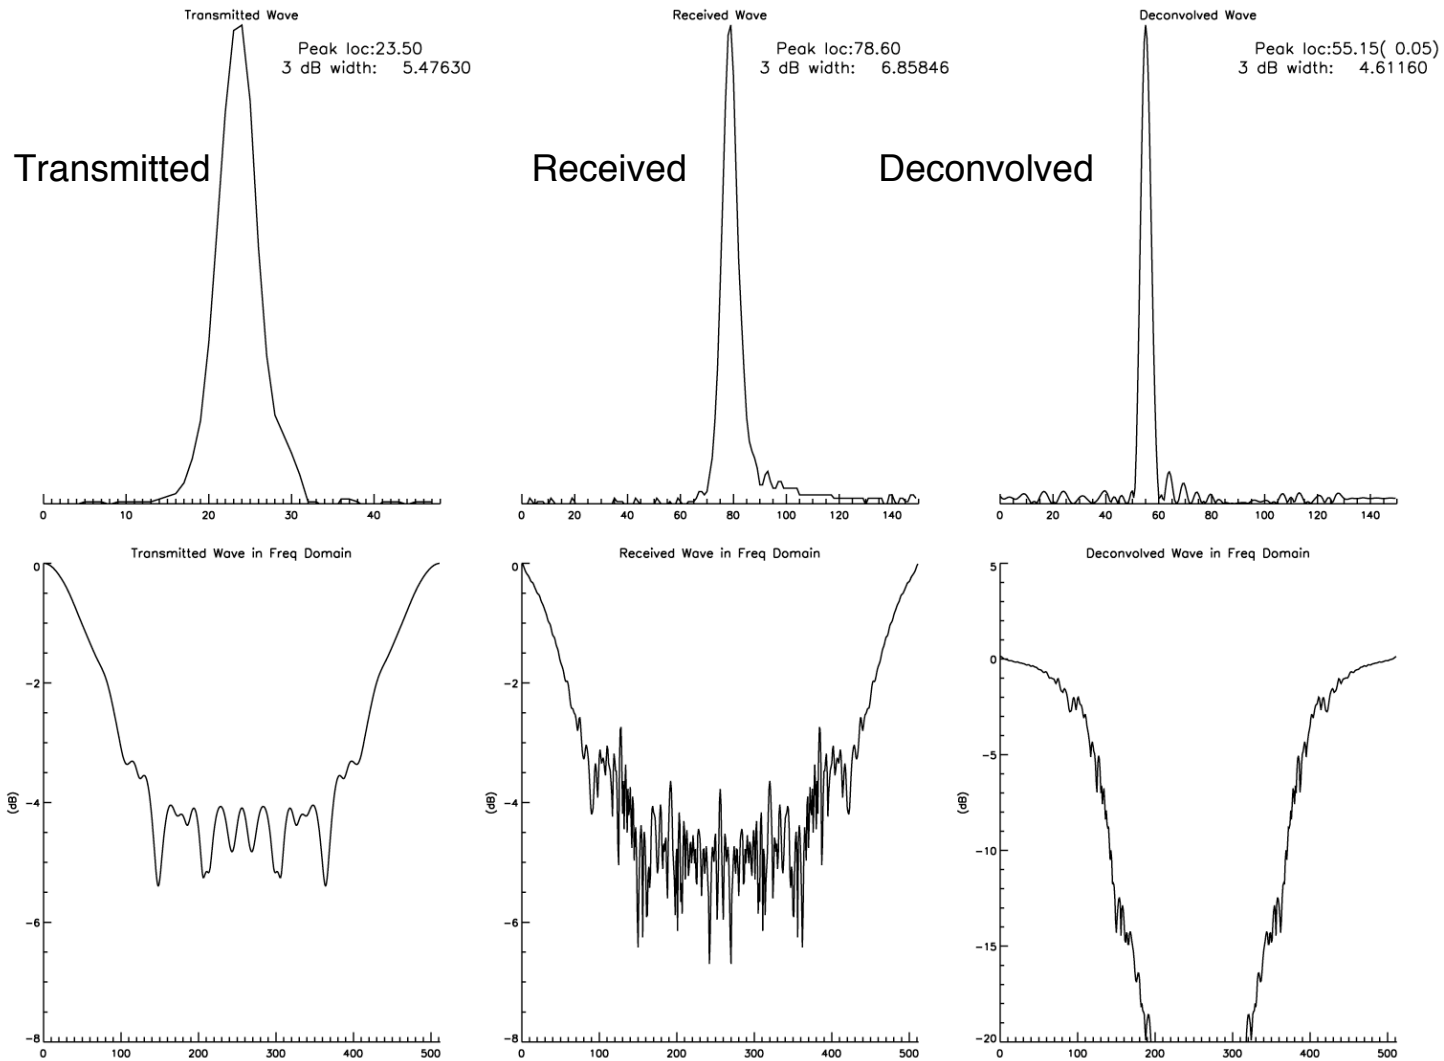 Transmitted Wave
Peak loc:23.50
3 dB width: 5.47630
Transmitted
0 10 20 30 40
Received Wave
Peak loc:78.60
3 dB width: 6.85846
Received
0 20 40 60 80 100 120 140
Deconvolved Wave
Peak loc:55.15( 0.05)
3 dB width: 4.61160
Deconvolved
0 20 40 60 80 100 120 140
Transmitted Wave in Freq Domain
0
-2
-4
-6
-8
(dB)
0 100 200 300 400 500
Received Wave in Freq Domain
0
-2
-4
-6
-8
(dB)
0 100 200 300 400 500
Deconvolved Wave in Freq Domain
5
0
-5
-10
-15
-20
(dB)
0 100 200 300 400 500